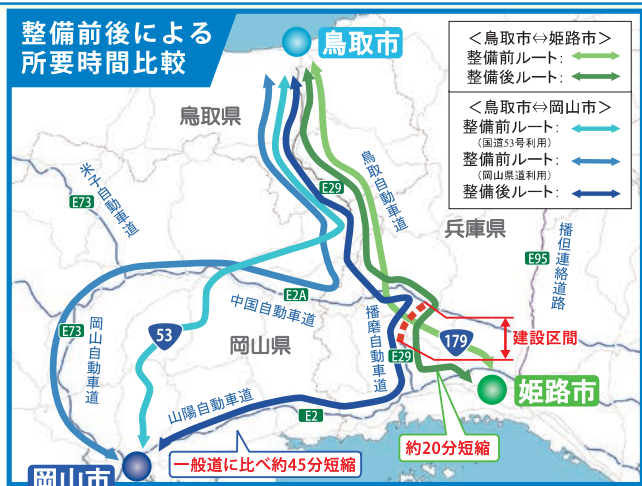 整備前後による
所要時間比較
鳥取市
＜鳥取市⇔姫路市＞
整備前ルート：
整備後ルート：
＜鳥取市⇔岡山市＞
整備前ルート：
（国道53号利用）
整備前ルート：
（岡山県道利用）
整備後ルート：
鳥取県
米子自動車道
E73
E29
鳥取自動車道
兵庫県
播但連絡道路
E95
E2A
中国自動車道
E73
岡山自動車道
53
岡山県
播磨自動車道
E29
179
建設区間
姫路市
山陽自動車道
E2
約20分短縮
一般道に比べ約45分短縮
岡山市